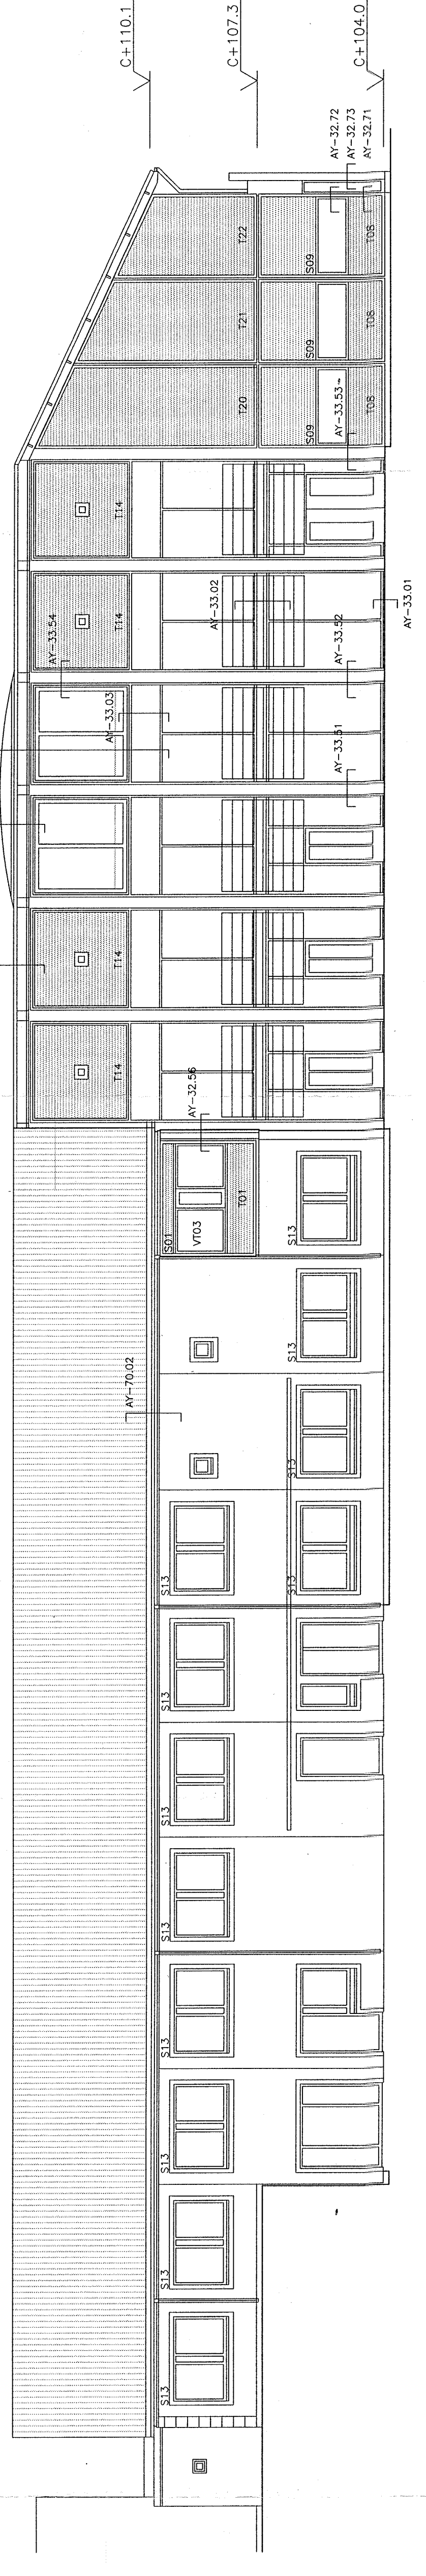 C+110.1
C+107.3
C+104.0
AY-32.72
AY-32.73
AY-32.71
T22
S09
T08
T21
S09
T08
T20
S09
T08
AY-33.53
T14
T14
AY-33.02
AY-33.01
AY-33.54
AY-33.03
AY-33.52
AY-33.51
T14
T14
AY-32.56
S01
VT03
T01
S13
S13
AY-70.02
S13
S13
S13
S13
S13
S13
S13
S13
S13
S13